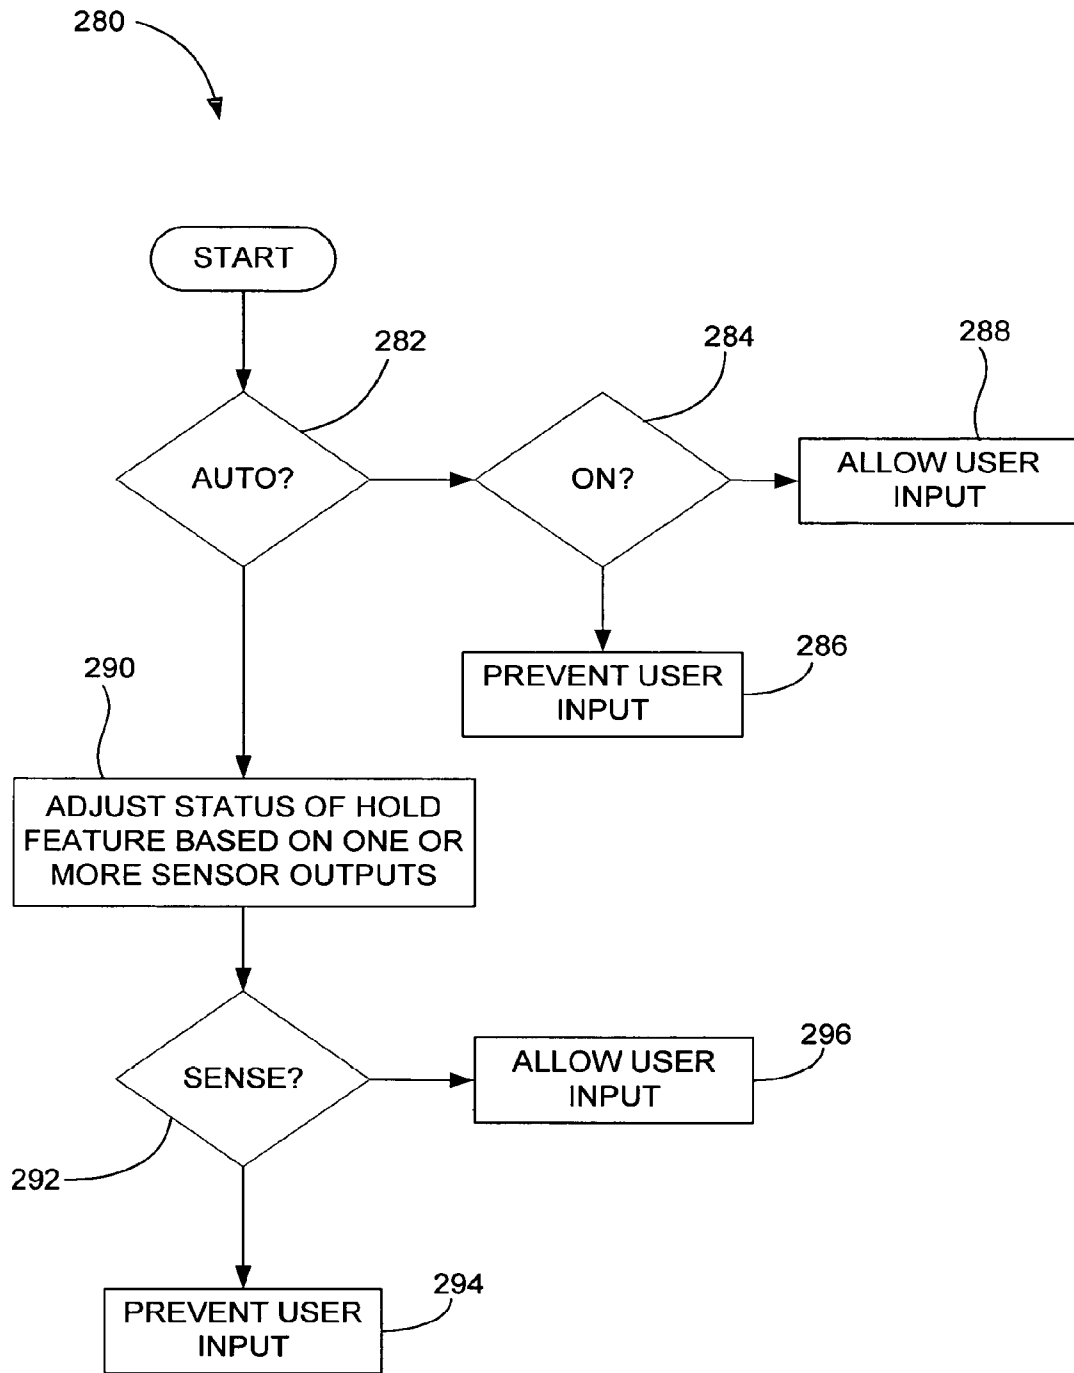 280
START
282
284
288
AUTO?
ON?
ALLOW USER
INPUT
286
PREVENT USER
INPUT
290
ADJUST STATUS OF HOLD
FEATURE BASED ON ONE OR
MORE SENSOR OUTPUTS
SENSE?
ALLOW USER
INPUT
296
292
294
PREVENT USER
INPUT